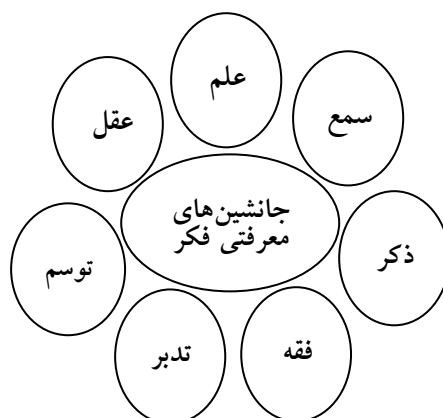 علم
سمع
عقل
جانشین‌های
معرفتی فکر
ذکر
توسم
فقه
تدبر